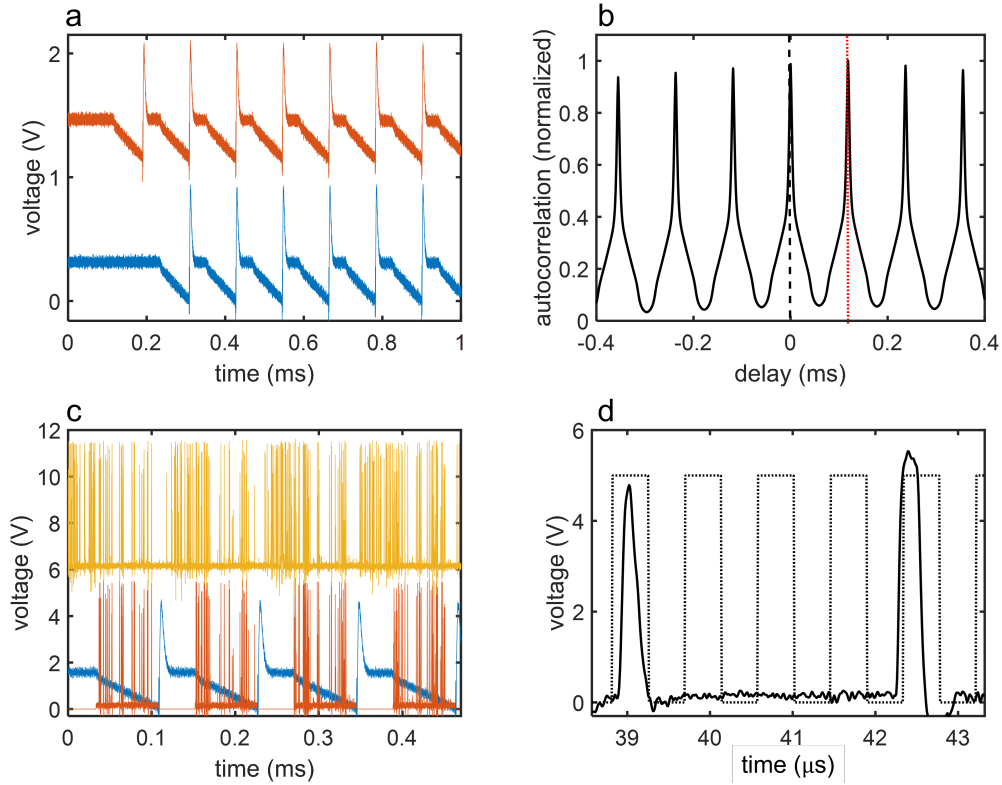 a
voltage (V)
2
1
0
0 0.2 0.4 0.6 0.8 1
time (ms)
b
autocorrelation (normalized)
1
0.8
0.6
0.4
0.2
0
-0.4 -0.2 0 0.2 0.4
delay (ms)
c
voltage (V)
12
10
8
6
4
2
0
0 0.1 0.2 0.3 0.4
time (ms)
d
voltage (V)
6
4
2
0
39 40 41 42 43
time (μs)